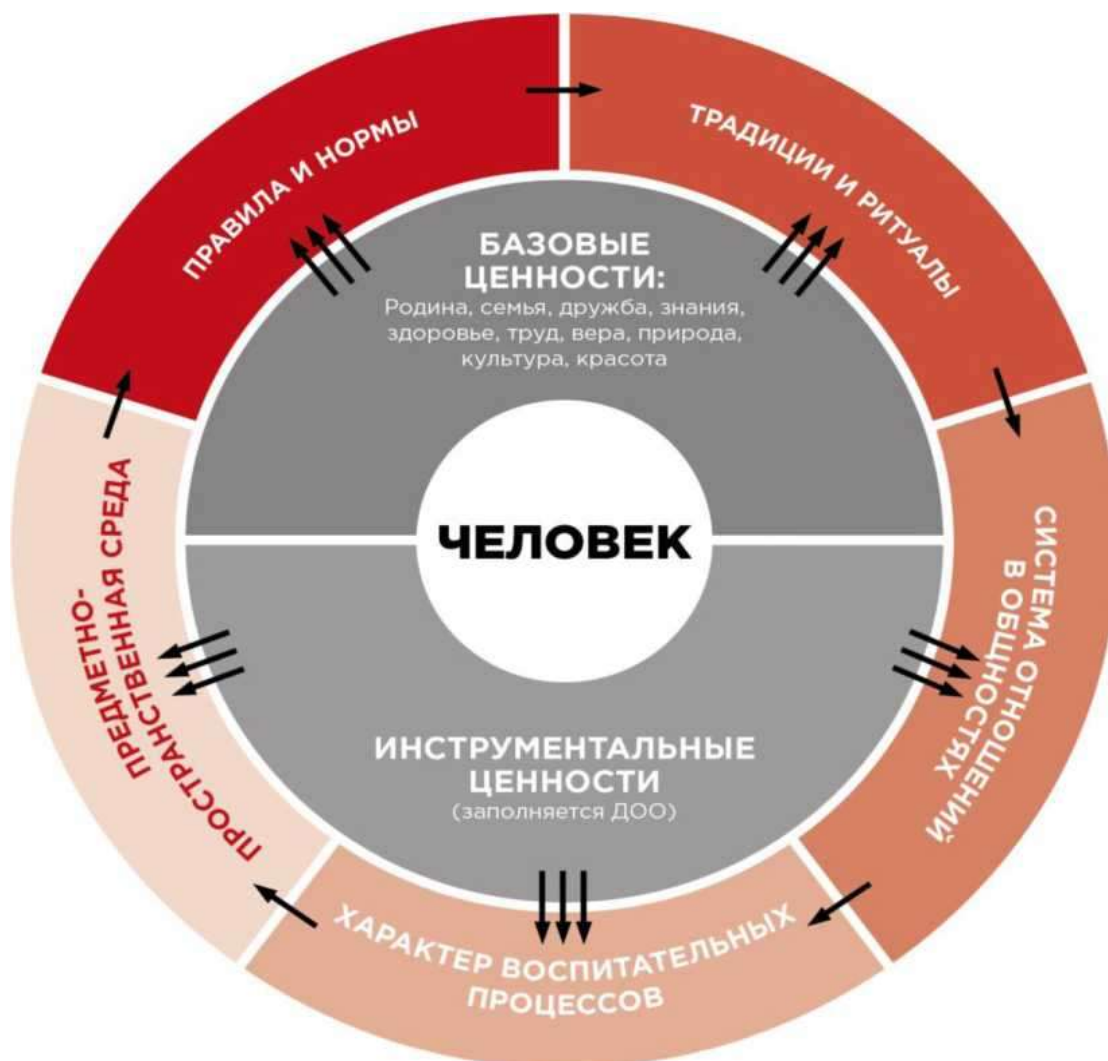 ПРАВИЛА И НОРМЫ
ТРАДИЦИИ И РИТУАЛЫ
БАЗОВЫЕ
ЦЕННОСТИ:
Родина, семья, дружба, знания,
здоровье, труд, вера, природа,
культура, красота
ЧЕЛОВЕК
ПРЕДМЕТНО-
ПРОСТРАНСТВЕННАЯ СРЕДА
СИСТЕМА ОТНОШЕНИЙ
В ОБЩНОСТЯХ
ИНСТРУМЕНТАЛЬНЫЕ
ЦЕННОСТИ
(заполняется ДОО)
ХАРАКТЕР ВОСПИТАТЕЛЬНЫХ
ПРОЦЕССОВ